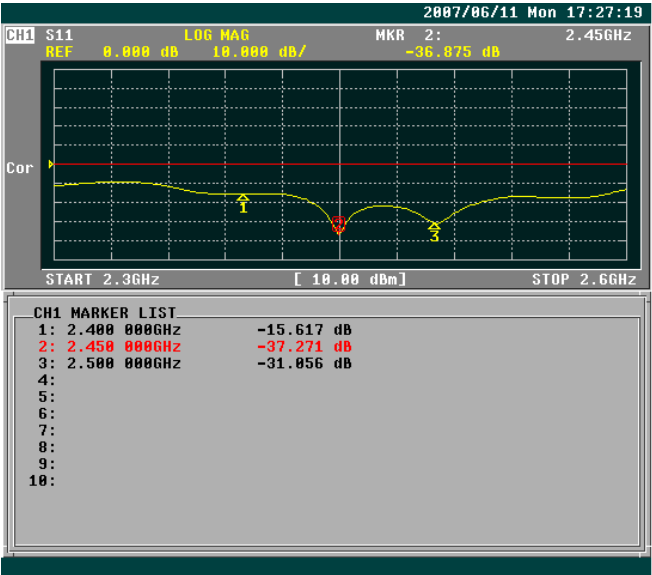 2007/06/11 Mon 17:27:19
CH1 S11 LOG MAG MKR 2: 2.45GHz
REF 0.000 dB 10.000 dB/ -36.875 dB
Cor
1
2
3
START 2.3GHz [ 10.00 dBm] STOP 2.6GHz
CH1 MARKER LIST
1: 2.400 000GHz -15.617 dB
2: 2.450 000GHz -37.271 dB
3: 2.500 000GHz -31.056 dB
4:
5:
6:
7:
8:
9:
10: